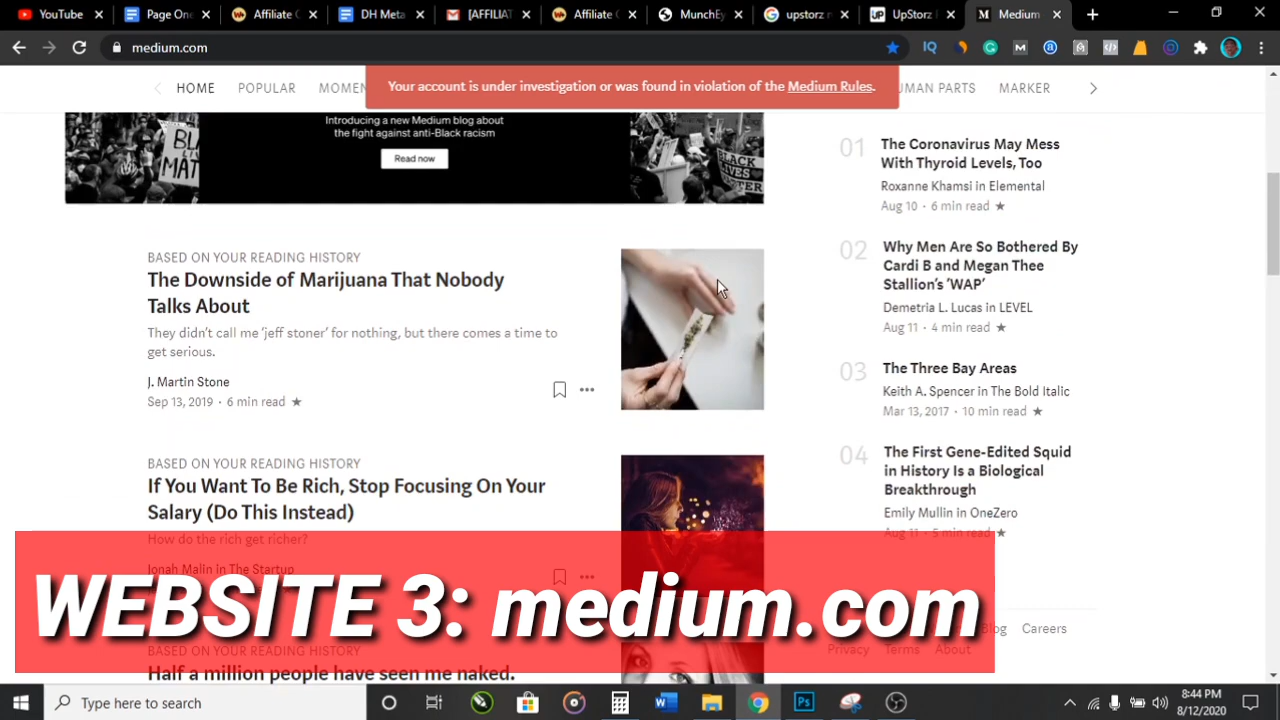 YouTube
Page One
Affiliate C
DH Meta
[AFFILIAT
Affiliate C
MunchEy
upstorz r
UpStorz
Medium
medium.com
HOME
POPULAR
MOMEN
Your account is under investigation or was found in violation of the Medium Rules.
UMAN PARTS
MARKER
Introducing a new Medium blog about
the fight against anti-Black racism
Read now
BLACK
LIVES
MATTER
BASED ON YOUR READING HISTORY
The Downside of Marijuana That Nobody
Talks About
They didn't call me 'jeff stoner' for nothing, but there comes a time to
get serious.
J. Martin Stone
Sep 13, 2019 · 6 min read ★
BASED ON YOUR READING HISTORY
If You Want To Be Rich, Stop Focusing On Your
Salary (Do This Instead)
How do the rich get richer?
Jonah Malin in The Startup
BASED ON YOUR READING HISTORY
Half a million people have seen me naked.
01
The Coronavirus May Mess
With Thyroid Levels, Too
Roxanne Khamsi in Elemental
Aug 10 · 6 min read ★
02
Why Men Are So Bothered By
Cardi B and Megan Thee
Stallion's 'WAP'
Demetria L. Lucas in LEVEL
Aug 11 · 4 min read ★
03
The Three Bay Areas
Keith A. Spencer in The Bold Italic
Mar 13, 2017 · 10 min read ★
04
The First Gene-Edited Squid
in History Is a Biological
Breakthrough
Emily Mullin in OneZero
Aug 11 · 5 min read ★
Blog
Careers
Privacy
Terms
About
WEBSITE 3: medium.com
Type here to search
8:44 PM
8/12/2020